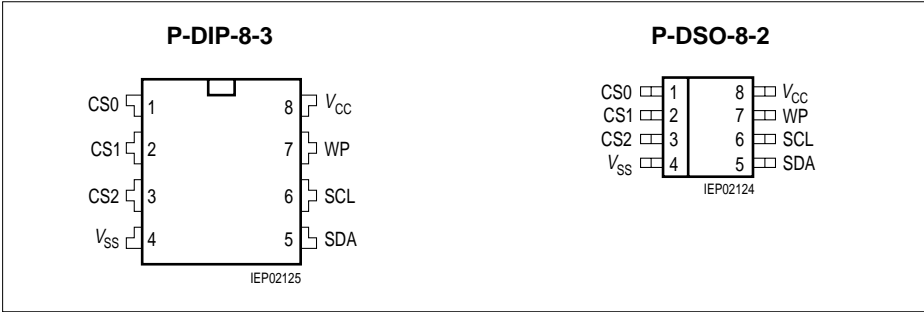 P-DIP-8-3
CS0 1 8 VCC
CS1 2 7 WP
CS2 3 6 SCL
VSS 4 5 SDA
IEP02125
P-DSO-8-2
CS0 1 8 VCC
CS1 2 7 WP
CS2 3 6 SCL
VSS 4 5 SDA
IEP02124